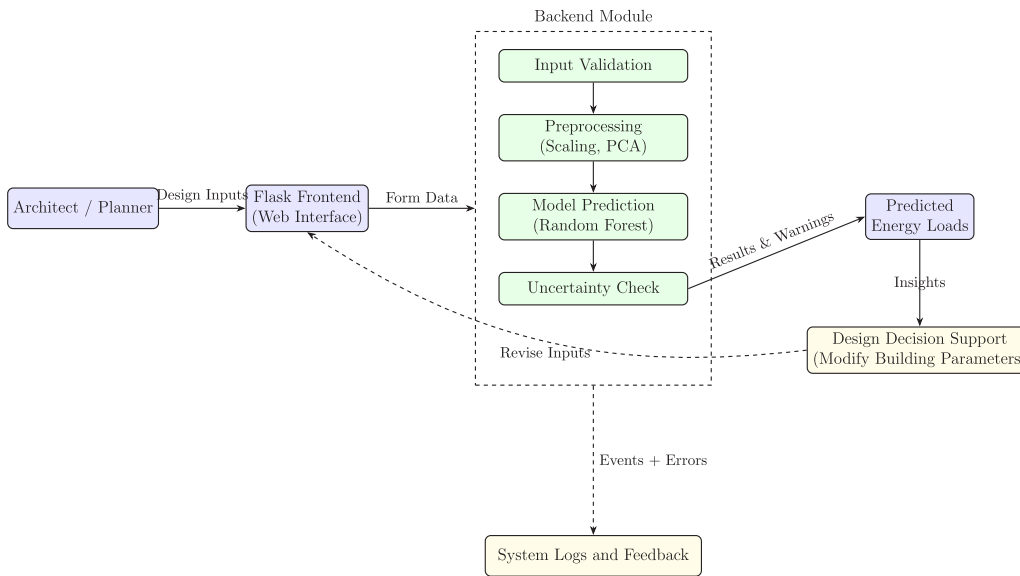 Backend Module
Input Validation
Preprocessing
(Scaling, PCA)
Architect / Planner
Design Inputs
Flask Frontend
(Web Interface)
Form Data
Model Prediction
(Random Forest)
Uncertainty Check
Results & Warnings
Predicted
Energy Loads
Insights
Design Decision Support
(Modify Building Parameters
Revise Inputs
Events + Errors
System Logs and Feedback